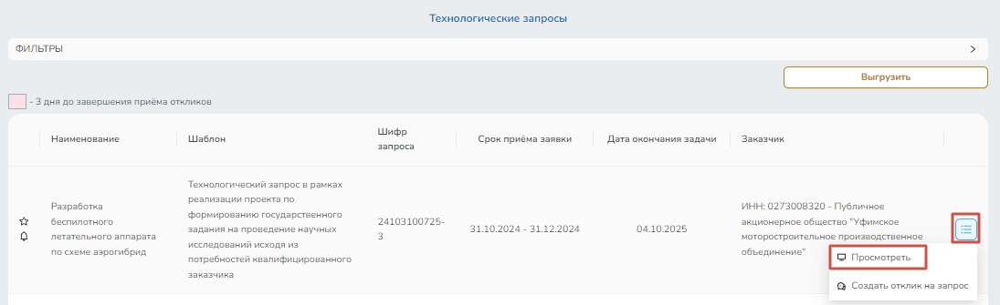 Технологические запросы
ФИЛЬТРЫ
Выгрузить
- 3 дня до завершения приёма откликов
Наименование
Шаблон
Шифр
запроса
Срок приёма заявки
Дата окончания задачи
Заказчик
Разработка
беспилотного
летательного аппарата
по схеме аэрогибрид
Технологический запрос в рамках
реализации проекта по
формированию государственного
задания на проведение научных
исследований исходя из
потребностей квалифицированного
заказчика
24103100725-
3
31.10.2024 - 31.12.2024
04.10.2025
ИНН: 0273008320 - Публичное
акционерное общество "Уфимское
моторостроительное производственное
объединение"
Просмотреть
Создать отклик на запрос